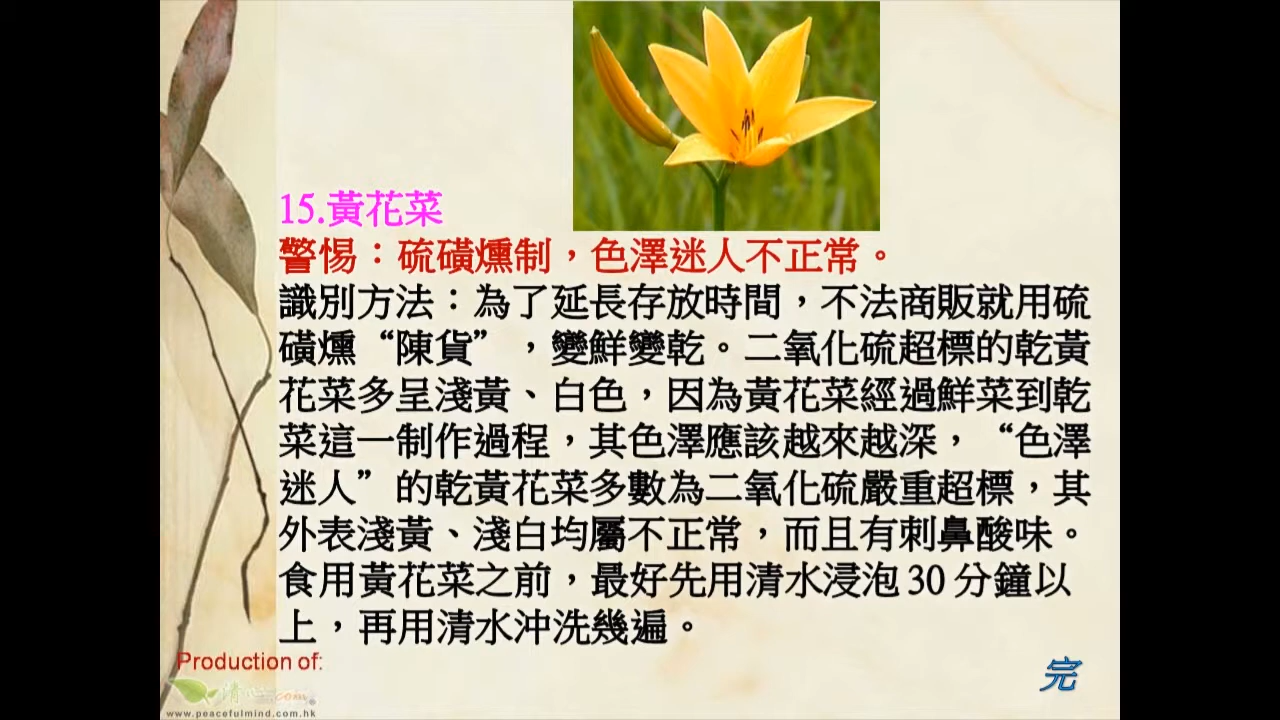 15.黃花菜
警惕：硫磺燻制，色澤迷人不正常。
識別方法：為了延長存放時間，不法商販就用硫
磺燻“陳貨”，變鮮變乾。二氧化硫超標的乾黃
花菜多呈淺黃、白色，因為黃花菜經過鮮菜到乾
菜這一制作過程，其色澤應該越來越深，“色澤
迷人”的乾黃花菜多數為二氧化硫嚴重超標，其
外表淺黃、淺白均屬不正常，而且有刺鼻酸味。
食用黃花菜之前，最好先用清水浸泡30分鐘以
上，再用清水沖洗幾遍。
Production of:
清心.com
www.peacefulmind.com.hk
完